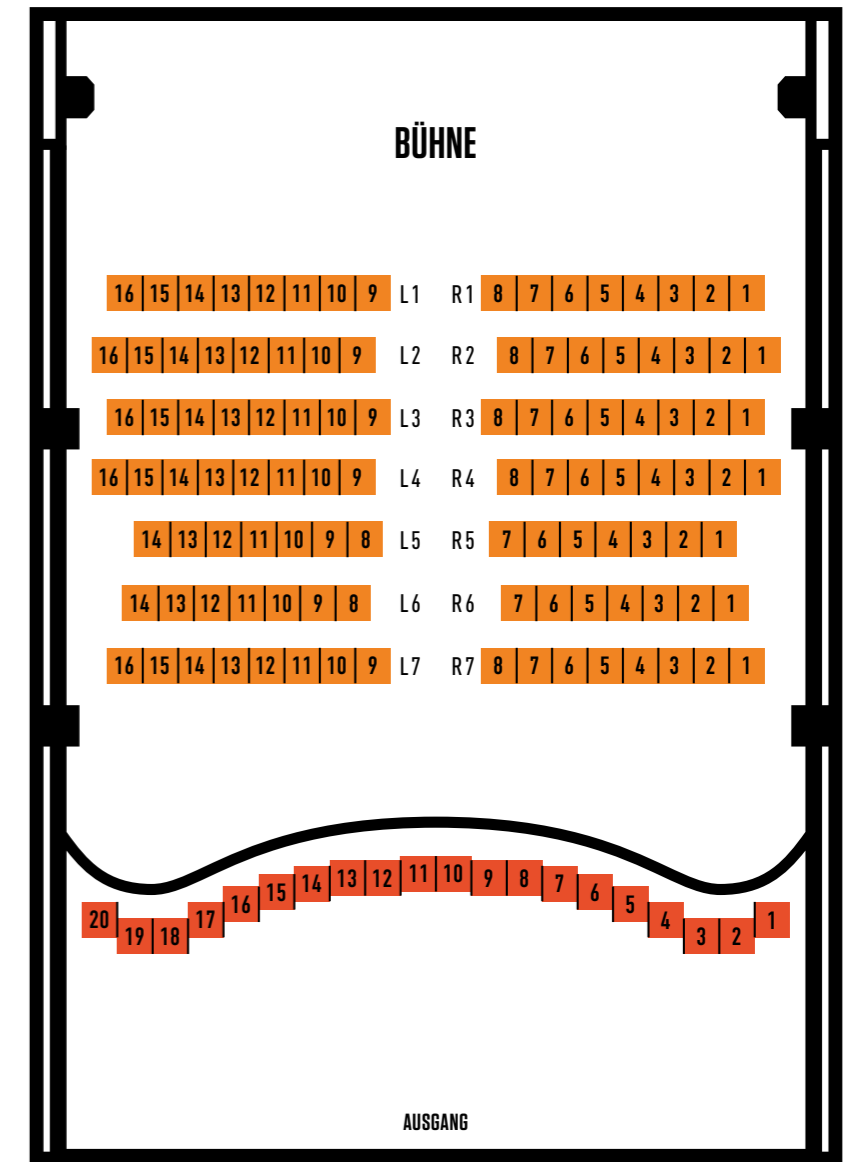 BÜHNE
16 15 14 13 12 11 10 9 L1 R1 8 7 6 5 4 3 2 1
16 15 14 13 12 11 10 9 L2 R2 8 7 6 5 4 3 2 1
16 15 14 13 12 11 10 9 L3 R3 8 7 6 5 4 3 2 1
16 15 14 13 12 11 10 9 L4 R4 8 7 6 5 4 3 2 1
14 13 12 11 10 9 8 L5 R5 7 6 5 4 3 2 1
14 13 12 11 10 9 8 L6 R6 7 6 5 4 3 2 1
16 15 14 13 12 11 10 9 L7 R7 8 7 6 5 4 3 2 1
20 19 18 17 16 15 14 13 12 11 10 9 8 7 6 5 4 3 2 1
AUSGANG